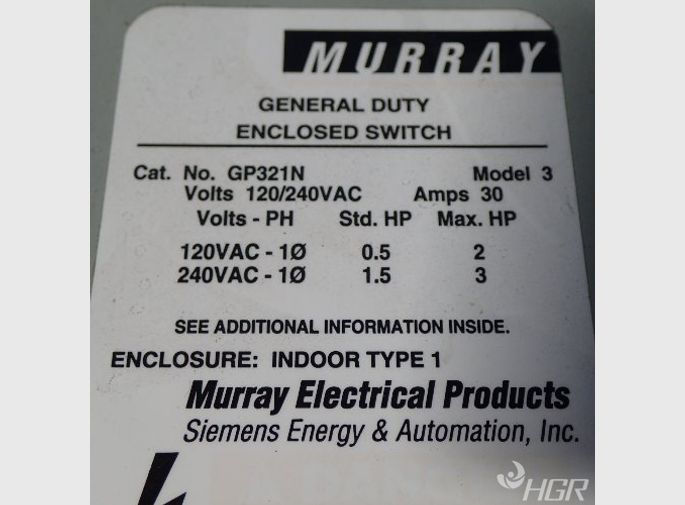 MURRAY
GENERAL DUTY
ENCLOSED SWITCH
Cat. No. GP321N Model 3
Volts 120/240VAC Amps 30
Volts - PH Std. HP Max. HP
120VAC - 1Ø 0.5 2
240VAC - 1Ø 1.5 3
SEE ADDITIONAL INFORMATION INSIDE.
ENCLOSURE: INDOOR TYPE 1
Murray Electrical Products
Siemens Energy & Automation, Inc.
HGR